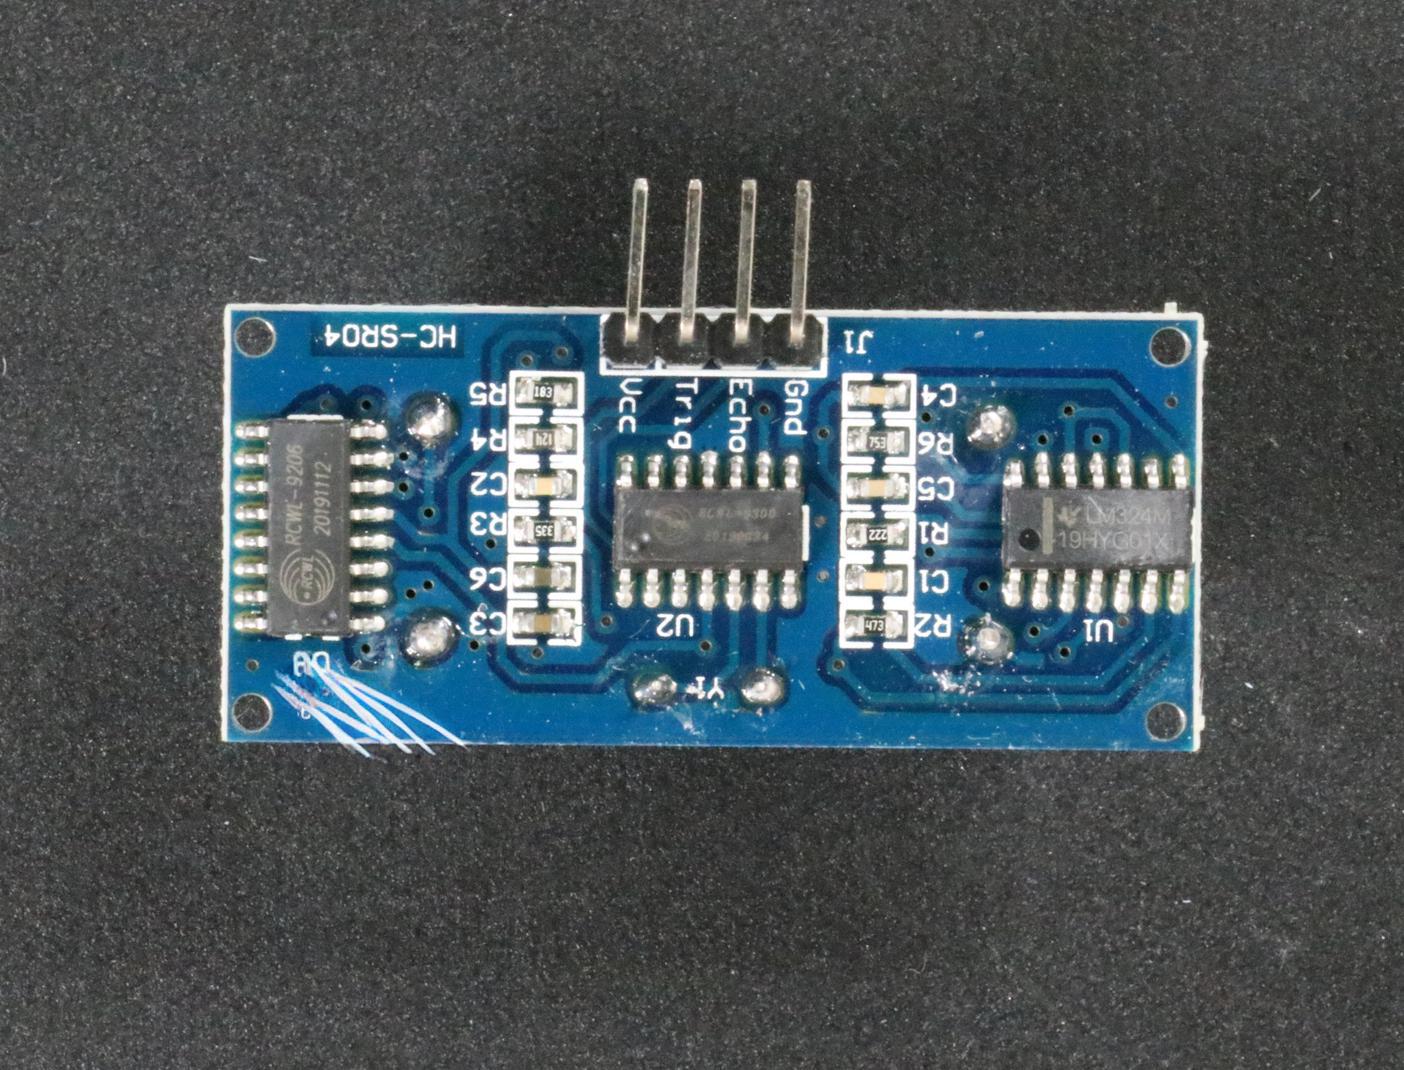 HC-SR04
J1
Vcc
Trig
Echo
Gnd
R5
183
R4
124
C2
R3
335
C6
C3
C4
R6
753
C5
R1
222
C1
R2
473
RCWL-9206
20191112
RCWL
U2
LM324M
U1
Y1